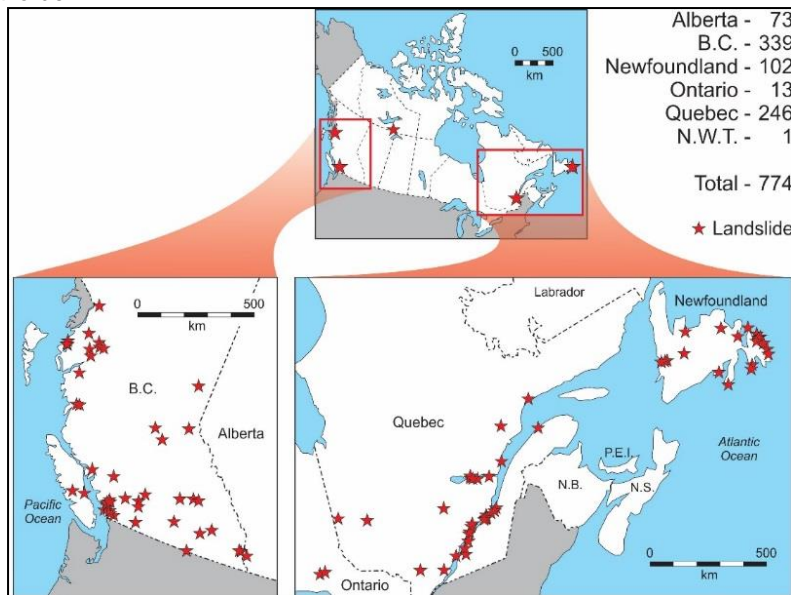 Alberta - 73
B.C. - 339
Newfoundland - 102
Ontario - 13
Quebec - 246
N.W.T. - 1
Total - 774
★ Landslide
0 500
km
0 500
km
B.C.
Alberta
Pacific
Ocean
Labrador
Newfoundland
Quebec
P.E.I.
N.B.
N.S.
Atlantic
Ocean
Ontario
0 500
km